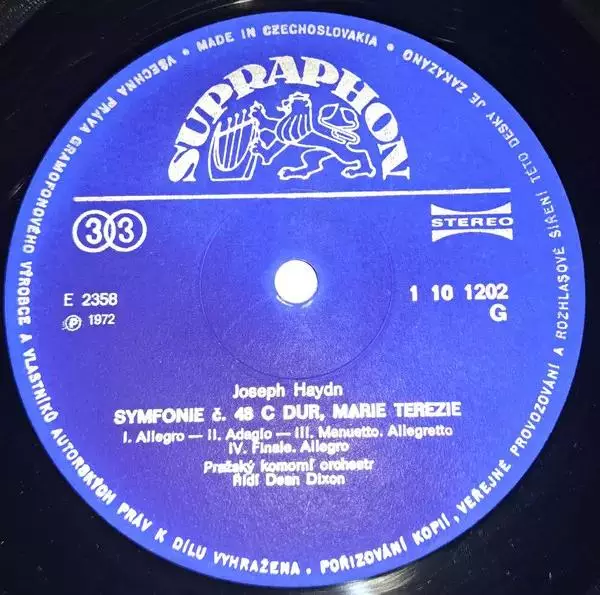 VŠECHNA PRÁVA GRAMOFONOVÉHO VÝROBCE A VLASTNÍKŮ AUTORSKÝCH PRÁV K DÍLU VYHRAŽENA. POŘIZOVÁNÍ KOPIÍ, VEŘEJNÉ PROVOZOVÁNÍ A ROZHLASOVÉ ŠÍŘENÍ TÉTO DESKY JE ZAKÁZÁNO
• MADE IN CZECHOSLOVAKIA •
SUPRAPHON
33
STEREO
E 2358
1 10 1202
Ⓟ 1972
G
Joseph Haydn
SYMFONIE č. 48 C DUR, MARIE TEREZIE
I. Allegro — II. Adagio — III. Menuetto. Allegretto
IV. Finale. Allegro
Pražský komorní orchestr
Řídí Dean Dixon